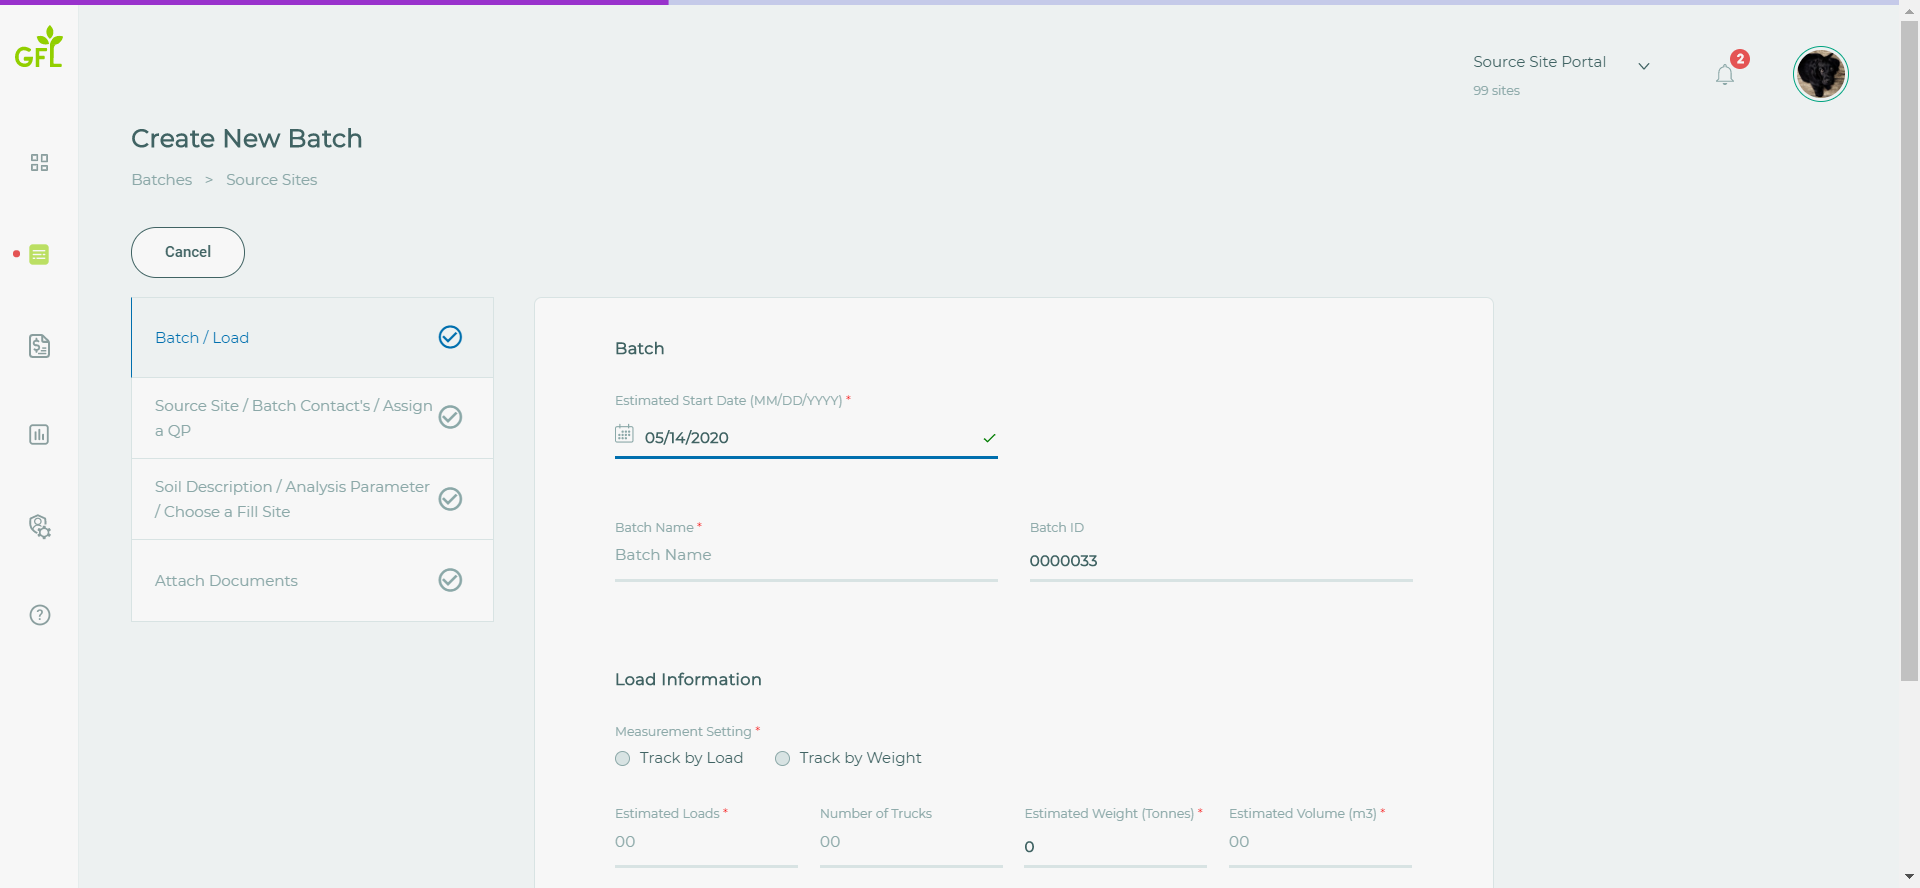 GFL
Source Site Portal
99 sites
2
Create New Batch
Batches > Source Sites
Cancel
Batch / Load
Source Site / Batch Contact's / Assign
a QP
Soil Description / Analysis Parameter
/ Choose a Fill Site
Attach Documents
Batch
Estimated Start Date (MM/DD/YYYY) *
05/14/2020
Batch Name *
Batch Name
Batch ID
0000033
Load Information
Measurement Setting *
Track by Load
Track by Weight
Estimated Loads *
00
Number of Trucks
00
Estimated Weight (Tonnes) *
0
Estimated Volume (m3) *
00